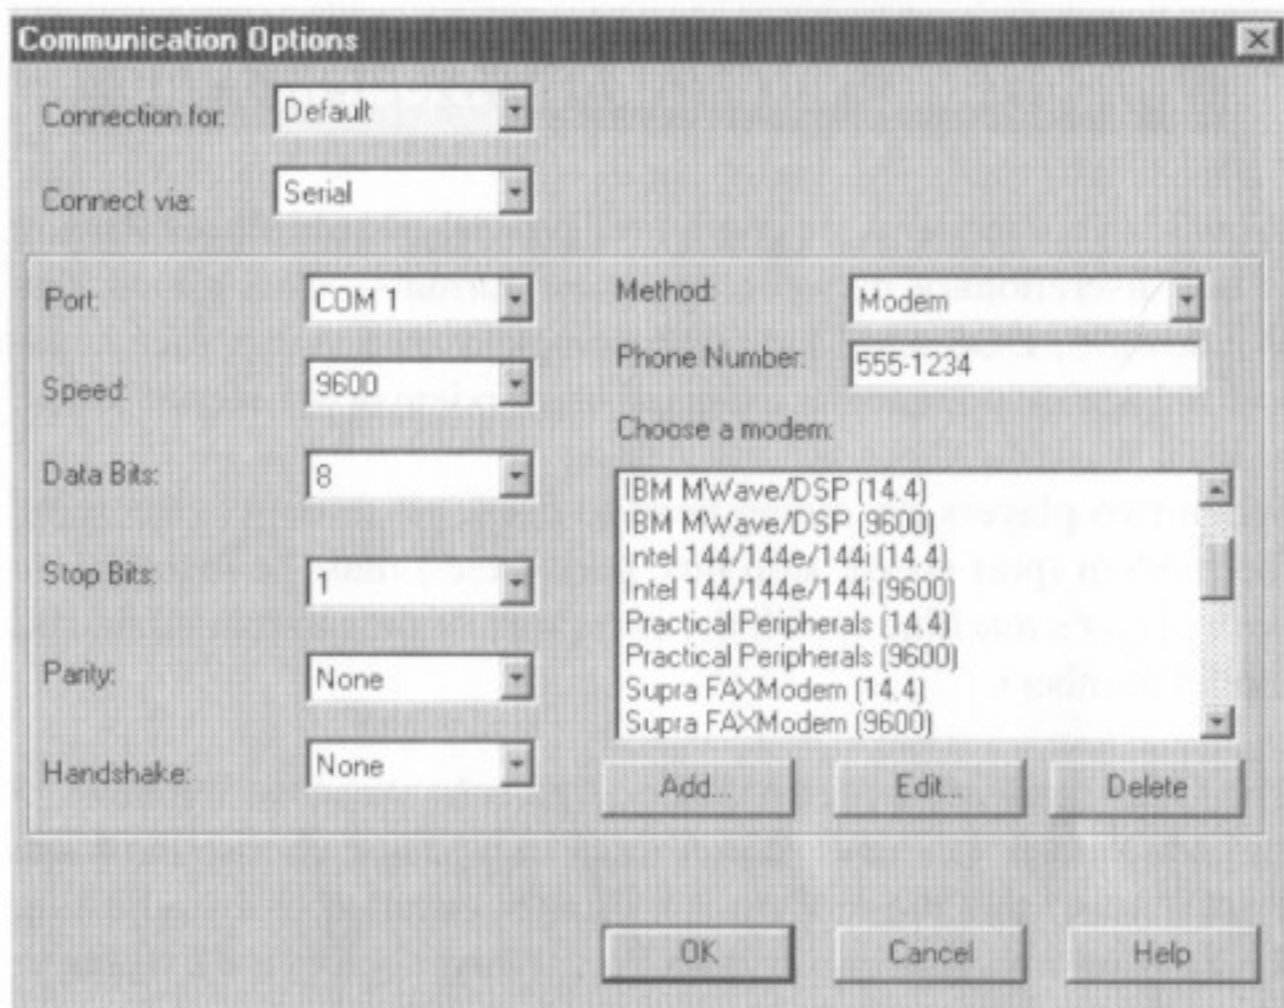 Communication Options
Connection for: Default
Connect via: Serial
Port: COM 1
Speed: 9600
Data Bits: 8
Stop Bits: 1
Parity: None
Handshake: None
Method: Modem
Phone Number: 555-1234
Choose a modem:
IBM MWave/DSP (14.4)
IBM MWave/DSP (9600)
Intel 144/144e/144i (14.4)
Intel 144/144e/144i (9600)
Practical Peripherals (14.4)
Practical Peripherals (9600)
Supra FAXModem (14.4)
Supra FAXModem (9600)
Add... Edit... Delete
OK Cancel Help